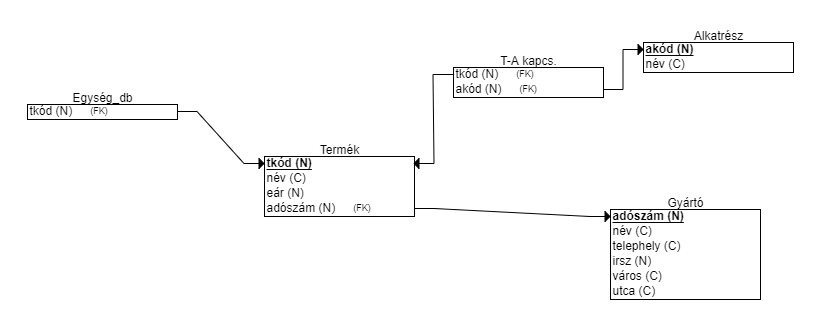 Alkatrész
akód (N)
név (C)
T-A kapcs.
tkód (N) (FK)
akód (N) (FK)
Egység_db
tkód (N) (FK)
Termék
tkód (N)
név (C)
eár (N)
adószám (N) (FK)
Gyártó
adószám (N)
név (C)
telephely (C)
irsz (N)
város (C)
utca (C)